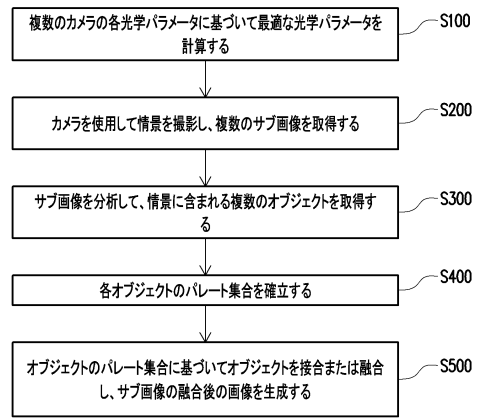 複数のカメラの各光学パラメータに基づいて最適な光学パラメータを
計算する
S100
カメラを使用して情景を撮影し、複数のサブ画像を取得する
S200
サブ画像を分析して、情景に含まれる複数のオブジェクトを取得す
る
S300
各オブジェクトのパレート集合を確立する
S400
オブジェクトのパレート集合に基づいてオブジェクトを接合または融合
し、サブ画像の融合後の画像を生成する
S500